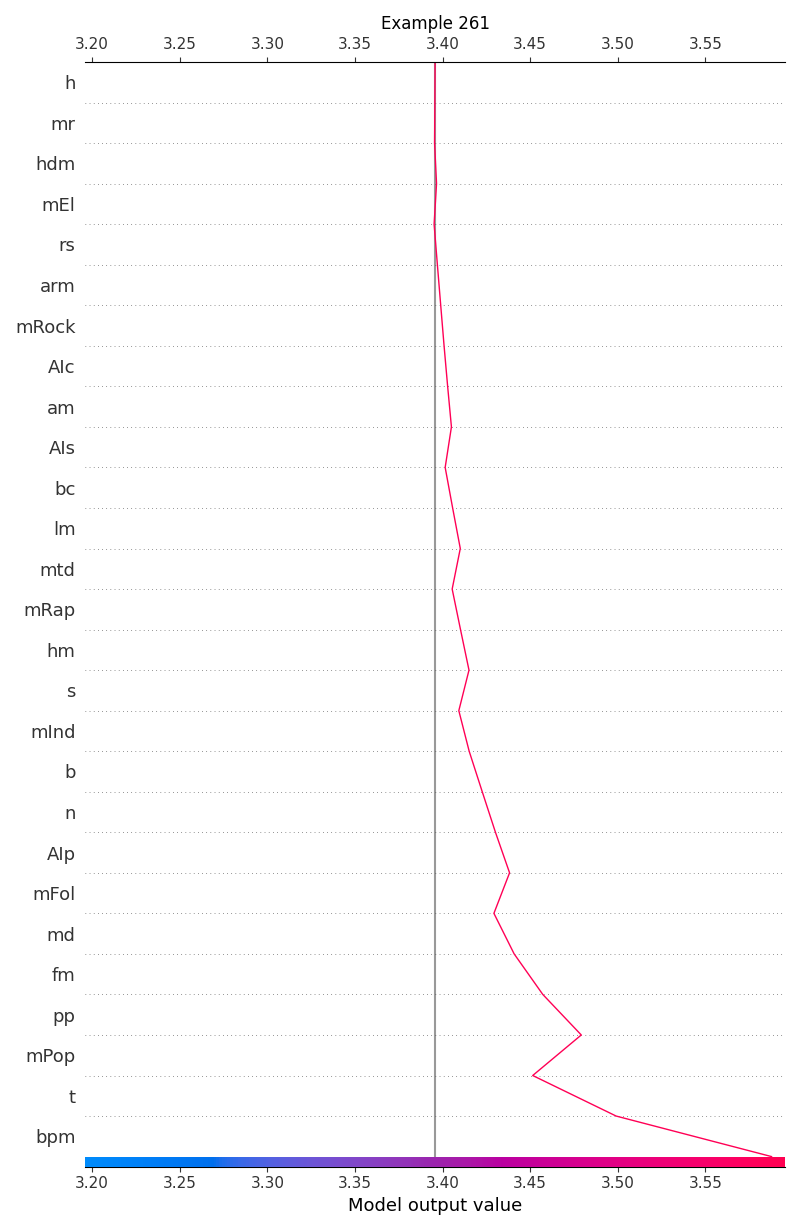 Example 261
3.20 3.25 3.30 3.35 3.40 3.45 3.50 3.55
h
mr
hdm
mEl
rs
arm
mRock
AIc
am
AIs
bc
lm
mtd
mRap
hm
s
mInd
b
n
AIp
mFol
md
fm
pp
mPop
t
bpm
3.20 3.25 3.30 3.35 3.40 3.45 3.50 3.55
Model output value